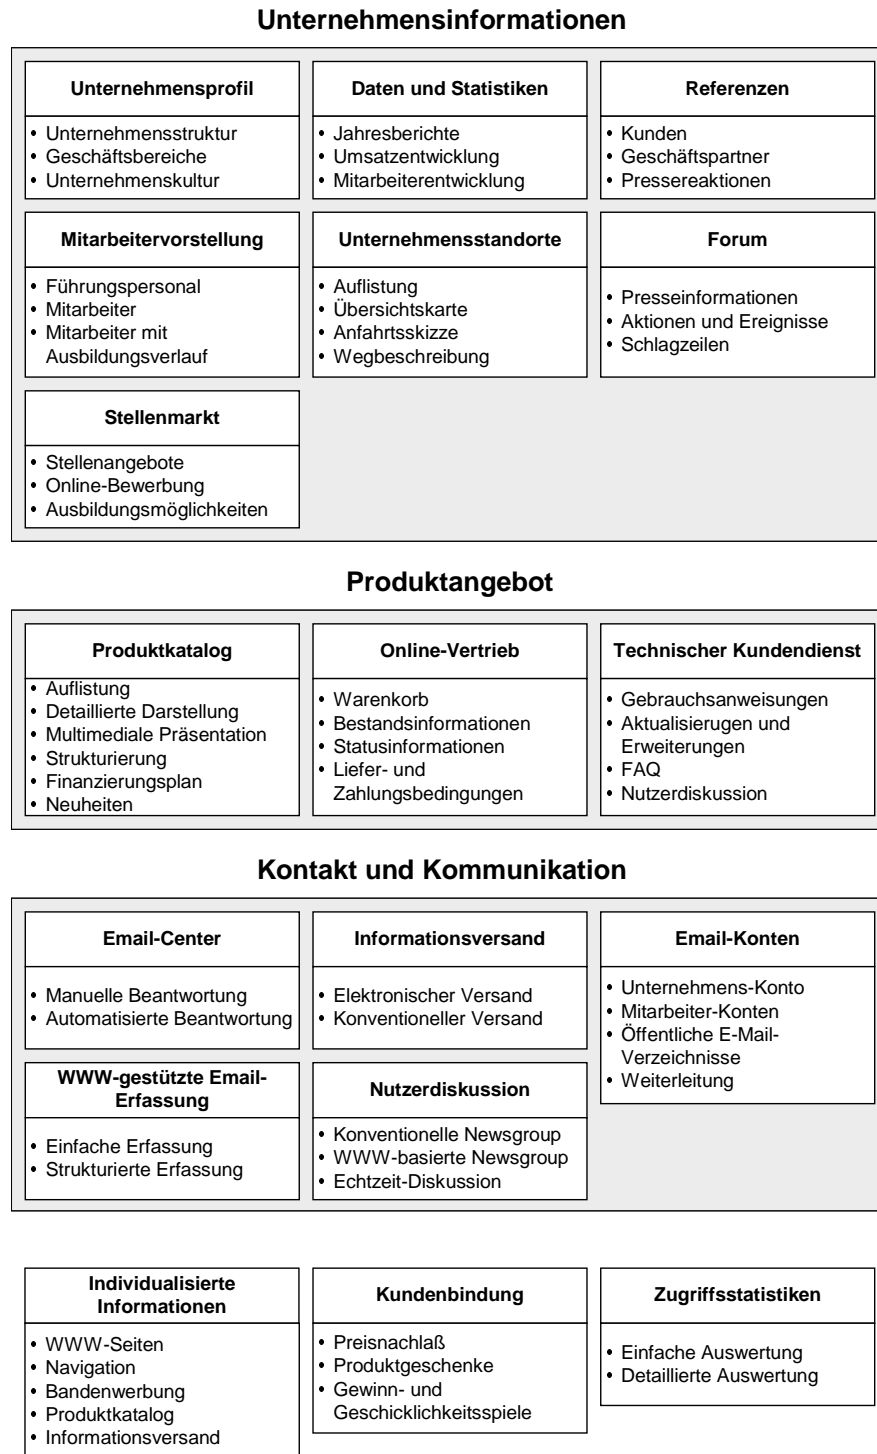 Unternehmensinformationen
Unternehmensprofil
• Unternehmensstruktur
• Geschäftsbereiche
• Unternehmenskultur
Daten und Statistiken
• Jahresberichte
• Umsatzentwicklung
• Mitarbeiterentwicklung
Referenzen
• Kunden
• Geschäftspartner
• Pressereaktionen
Mitarbeitervorstellung
• Führungspersonal
• Mitarbeiter
• Mitarbeiter mit
Ausbildungsverlauf
Unternehmensstandorte
• Auflistung
• Übersichtskarte
• Anfahrtsskizze
• Wegbeschreibung
Forum
• Presseinformationen
• Aktionen und Ereignisse
• Schlagzeilen
Stellenmarkt
• Stellenangebote
• Online-Bewerbung
• Ausbildungsmöglichkeiten
Produktangebot
Produktkatalog
• Auflistung
• Detaillierte Darstellung
• Multimediale Präsentation
• Strukturierung
• Finanzierungsplan
• Neuheiten
Online-Vertrieb
• Warenkorb
• Bestandsinformationen
• Statusinformationen
• Liefer- und
Zahlungsbedingungen
Technischer Kundendienst
• Gebrauchsanweisungen
• Aktualisierugen und
Erweiterungen
• FAQ
• Nutzerdiskussion
Kontakt und Kommunikation
Email-Center
• Manuelle Beantwortung
• Automatisierte Beantwortung
Informationsversand
• Elektronischer Versand
• Konventioneller Versand
Email-Konten
• Unternehmens-Konto
• Mitarbeiter-Konten
• Öffentliche E-Mail-
Verzeichnisse
• Weiterleitung
WWW-gestützte Email-
Erfassung
• Einfache Erfassung
• Strukturierte Erfassung
Nutzerdiskussion
• Konventionelle Newsgroup
• WWW-basierte Newsgroup
• Echtzeit-Diskussion
Individualisierte
Informationen
• WWW-Seiten
• Navigation
• Bandenwerbung
• Produktkatalog
• Informationsversand
Kundenbindung
• Preisnachlaß
• Produktgeschenke
• Gewinn- und
Geschicklichkeitsspiele
Zugriffsstatistiken
• Einfache Auswertung
• Detaillierte Auswertung